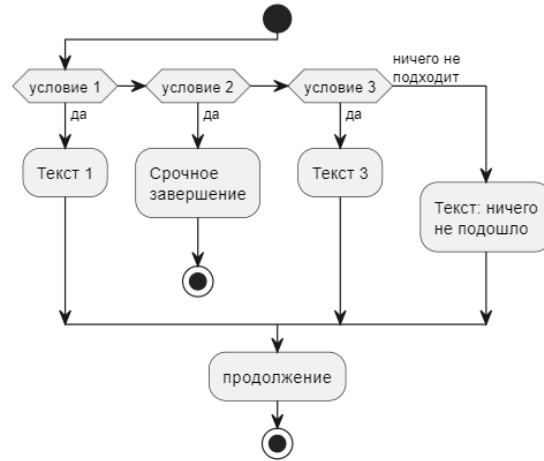 ничего не
подходит
условие 1
условие 2
условие 3
да
да
да
Текст 1
Срочное
завершение
Текст 3
Текст: ничего
не подошло
продолжение